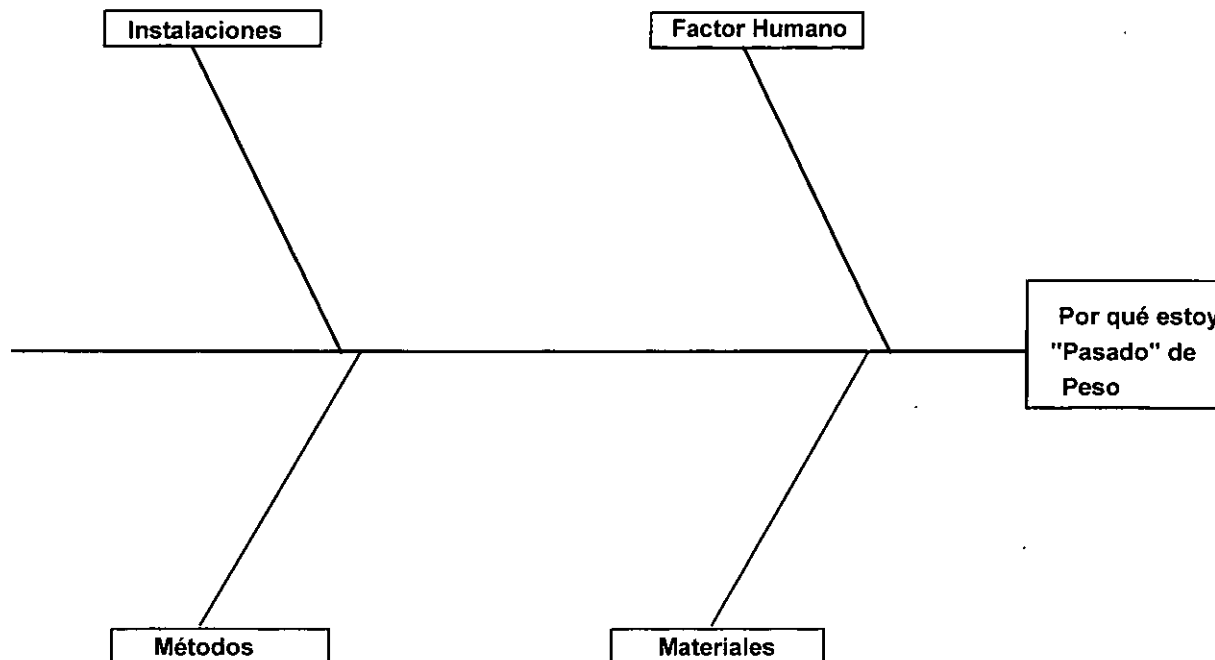 Instalaciones
Factor Humano
Por qué estoy
"Pasado" de
Peso
Métodos
Materiales